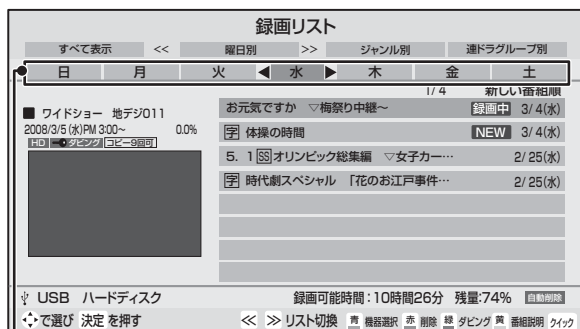 録画リスト
すべて表示 << 曜日別 >> ジャンル別 連ドラグループ別
日 月 火 ◀ 水 ▶ 木 金 土
1/ 4 新しい番組順
■ ワイドショー 地デジ011
2008/3/5 (水)PM 3:00~ 0.0%
HD ダビング コピー9回可
お元気ですか ▽梅祭り中継~ 録画中 3/ 4(水)
字 体操の時間 NEW 3/ 4(水)
5. 1 SS オリンピック総集編 ▽女子カー… 2/ 25(水)
字 時代劇スペシャル 「花のお江戸事件… 2/ 25(水)
USB ハードディスク 録画可能時間:10時間26分 残量:74% 自動削除
で選び 決定 を押す ≪ ≫ リスト切換 青 機器選択 赤 削除 緑 ダビング 黄 番組説明 クイック